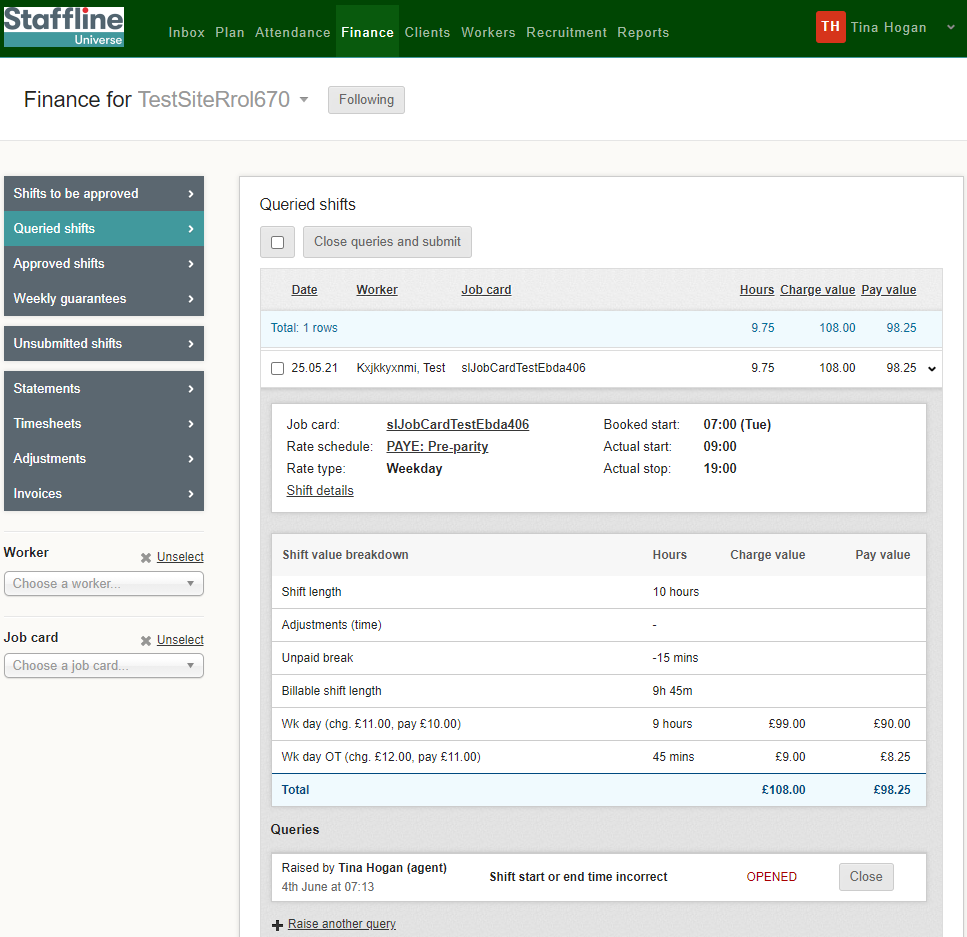 Staffline
Universe
Inbox Plan Attendance Finance Clients Workers Recruitment Reports
TH Tina Hogan
Finance for TestSiteRrol670
Following
Shifts to be approved
Queried shifts
Approved shifts
Weekly guarantees
Unsubmitted shifts
Statements
Timesheets
Adjustments
Invoices
Worker
Unselect
Choose a worker...
Job card
Unselect
Choose a job card...
Queried shifts
Close queries and submit
Date Worker Job card Hours Charge value Pay value
Total: 1 rows 9.75 108.00 98.25
25.05.21 Kxjkkyxnmi, Test slJobCardTestEbda406 9.75 108.00 98.25
Job card: slJobCardTestEbda406 Booked start: 07:00 (Tue)
Rate schedule: PAYE: Pre-parity Actual start: 09:00
Rate type: Weekday Actual stop: 19:00
Shift details
Shift value breakdown Hours Charge value Pay value
Shift length 10 hours
Adjustments (time) -
Unpaid break -15 mins
Billable shift length 9h 45m
Wk day (chg. £11.00, pay £10.00) 9 hours £99.00 £90.00
Wk day OT (chg. £12.00, pay £11.00) 45 mins £9.00 £8.25
Total £108.00 £98.25
Queries
Raised by Tina Hogan (agent)
4th June at 07:13
Shift start or end time incorrect OPENED Close
Raise another query